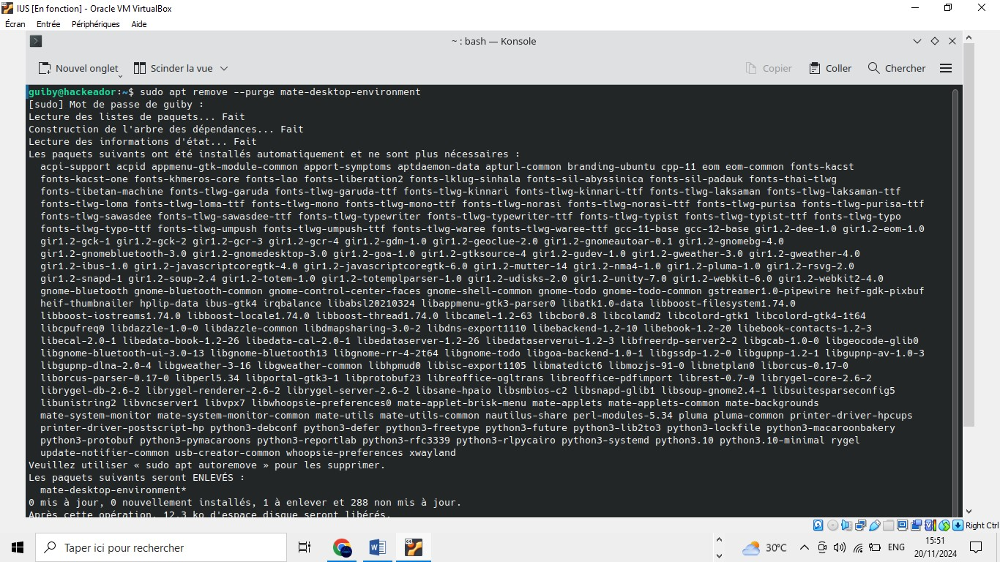 IUS [En fonction] - Oracle VM VirtualBox
Écran Entrée Périphériques Aide
~ : bash — Konsole
Nouvel onglet Scinder la vue Copier Coller Chercher
guiby@hackeador:~$ sudo apt remove --purge mate-desktop-environment
[sudo] Mot de passe de guiby :
Lecture des listes de paquets... Fait
Construction de l'arbre des dépendances... Fait
Lecture des informations d'état... Fait
Les paquets suivants ont été installés automatiquement et ne sont plus nécessaires :
acpi-support acpid appmenu-gtk-module-common apport-symptoms aptdaemon-data apturl-common branding-ubuntu cpp-11 eom eom-common fonts-kacst
fonts-kacst-one fonts-khmeros-core fonts-lao fonts-liberation2 fonts-lklug-sinhala fonts-sil-abyssinica fonts-sil-padauk fonts-thai-tlwg
fonts-tibetan-machine fonts-tlwg-garuda fonts-tlwg-garuda-ttf fonts-tlwg-kinnari fonts-tlwg-kinnari-ttf fonts-tlwg-laksaman fonts-tlwg-laksaman-ttf
fonts-tlwg-loma fonts-tlwg-loma-ttf fonts-tlwg-mono fonts-tlwg-mono-ttf fonts-tlwg-norasi fonts-tlwg-norasi-ttf fonts-tlwg-purisa fonts-tlwg-purisa-ttf
fonts-tlwg-sawasdee fonts-tlwg-sawasdee-ttf fonts-tlwg-typewriter fonts-tlwg-typewriter-ttf fonts-tlwg-typist fonts-tlwg-typist-ttf fonts-tlwg-typo
fonts-tlwg-typo-ttf fonts-tlwg-umpush fonts-tlwg-umpush-ttf fonts-tlwg-waree fonts-tlwg-waree-ttf gcc-11-base gcc-12-base gir1.2-dee-1.0 gir1.2-eom-1.0
gir1.2-gck-1 gir1.2-gck-2 gir1.2-gcr-3 gir1.2-gcr-4 gir1.2-gdm-1.0 gir1.2-geoclue-2.0 gir1.2-gnomeautoar-0.1 gir1.2-gnomebg-4.0
gir1.2-gnomebluetooth-3.0 gir1.2-gnomedesktop-3.0 gir1.2-goa-1.0 gir1.2-gtksource-4 gir1.2-gudev-1.0 gir1.2-gweather-3.0 gir1.2-gweather-4.0
gir1.2-ibus-1.0 gir1.2-javascriptcoregtk-4.0 gir1.2-javascriptcoregtk-6.0 gir1.2-mutter-14 gir1.2-nma4-1.0 gir1.2-pluma-1.0 gir1.2-rsvg-2.0
gir1.2-snapd-1 gir1.2-soup-2.4 gir1.2-totem-1.0 gir1.2-totemplparser-1.0 gir1.2-udisks-2.0 gir1.2-unity-7.0 gir1.2-webkit-6.0 gir1.2-webkit2-4.0
gnome-bluetooth gnome-bluetooth-common gnome-control-center-faces gnome-shell-common gnome-todo gnome-todo-common gstreamer1.0-pipewire heif-gdk-pixbuf
heif-thumbnailer hplip-data ibus-gtk4 irqbalance libabsl20210324 libappmenu-gtk3-parser0 libatk1.0-data libboost-filesystem1.74.0
libboost-iostreams1.74.0 libboost-locale1.74.0 libboost-thread1.74.0 libcamel-1.2-63 libcbor0.8 libcolamd2 libcolord-gtk1 libcolord-gtk4-1t64
libcpufreq0 libdazzle-1.0-0 libdazzle-common libdmapsharing-3.0-2 libdns-export1110 libebackend-1.2-10 libebook-1.2-20 libebook-contacts-1.2-3
libecal-2.0-1 libedata-book-1.2-26 libedata-cal-2.0-1 libedataserver-1.2-26 libedataserverui-1.2-3 libfreerdp-server2-2 libgcab-1.0-0 libgeocode-glib0
libgnome-bluetooth-ui-3.0-13 libgnome-bluetooth13 libgnome-rr-4-2t64 libgnome-todo libgoa-backend-1.0-1 libgssdp-1.2-0 libgupnp-1.2-1 libgupnp-av-1.0-3
libgupnp-dlna-2.0-4 libgweather-3-16 libgweather-common libhpmud0 libisc-export1105 libmatedict6 libmozjs-91-0 libnetplan0 liborcus-0.17-0
liborcus-parser-0.17-0 libperl5.34 libportal-gtk3-1 libprotobuf23 libreoffice-ogltrans libreoffice-pdfimport librest-0.7-0 librygel-core-2.6-2
librygel-db-2.6-2 librygel-renderer-2.6-2 librygel-server-2.6-2 libsane-hpaio libsmbios-c2 libsnapd-glib1 libsoup-gnome2.4-1 libsuitesparseconfig5
libunistring2 libvncserver1 libvpx7 libwhoopsie-preferences0 mate-applet-brisk-menu mate-applets mate-applets-common mate-backgrounds
mate-system-monitor mate-system-monitor-common mate-utils mate-utils-common nautilus-share perl-modules-5.34 pluma pluma-common printer-driver-hpcups
printer-driver-postscript-hp python3-debconf python3-defer python3-freetype python3-future python3-lib2to3 python3-lockfile python3-macaroonbakery
python3-protobuf python3-pymacaroons python3-reportlab python3-rfc3339 python3-rlpycairo python3-systemd python3.10 python3.10-minimal rygel
update-notifier-common usb-creator-common whoopsie-preferences xwayland
Veuillez utiliser « sudo apt autoremove » pour les supprimer.
Les paquets suivants seront ENLEVÉS :
mate-desktop-environment*
0 mis à jour, 0 nouvellement installés, 1 à enlever et 288 non mis à jour.
Après cette opération, 12,3 ko d'espace disque seront libérés.
Right Ctrl
Taper ici pour rechercher
30°C
ENG
15:51
20/11/2024